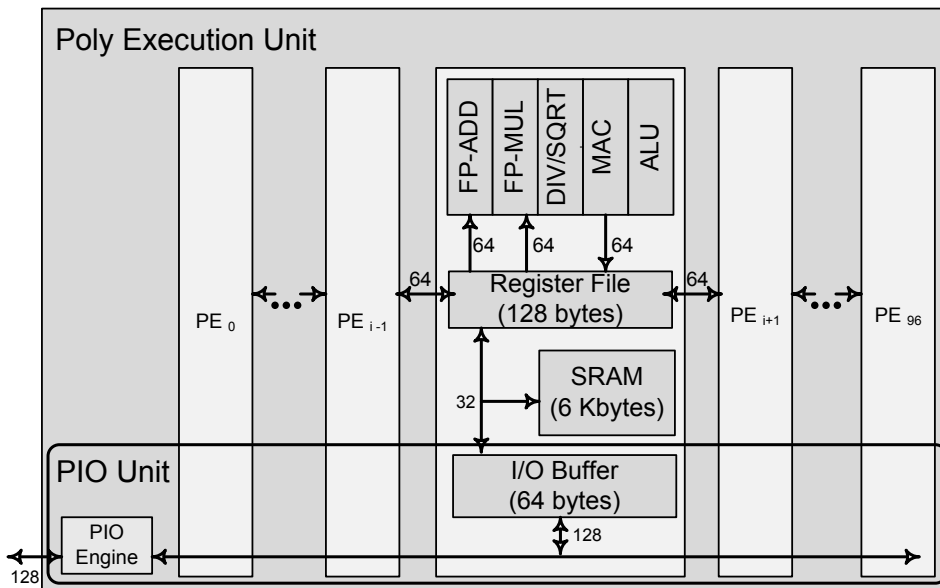 Poly Execution Unit
FP-ADD
FP-MUL
DIV/SQRT
MAC
ALU
64
64
64
64
64
Register File
(128 bytes)
PE 0
PE i-1
PE i+1
PE 96
SRAM
(6 Kbytes)
32
PIO Unit
I/O Buffer
(64 bytes)
PIO
Engine
128
128